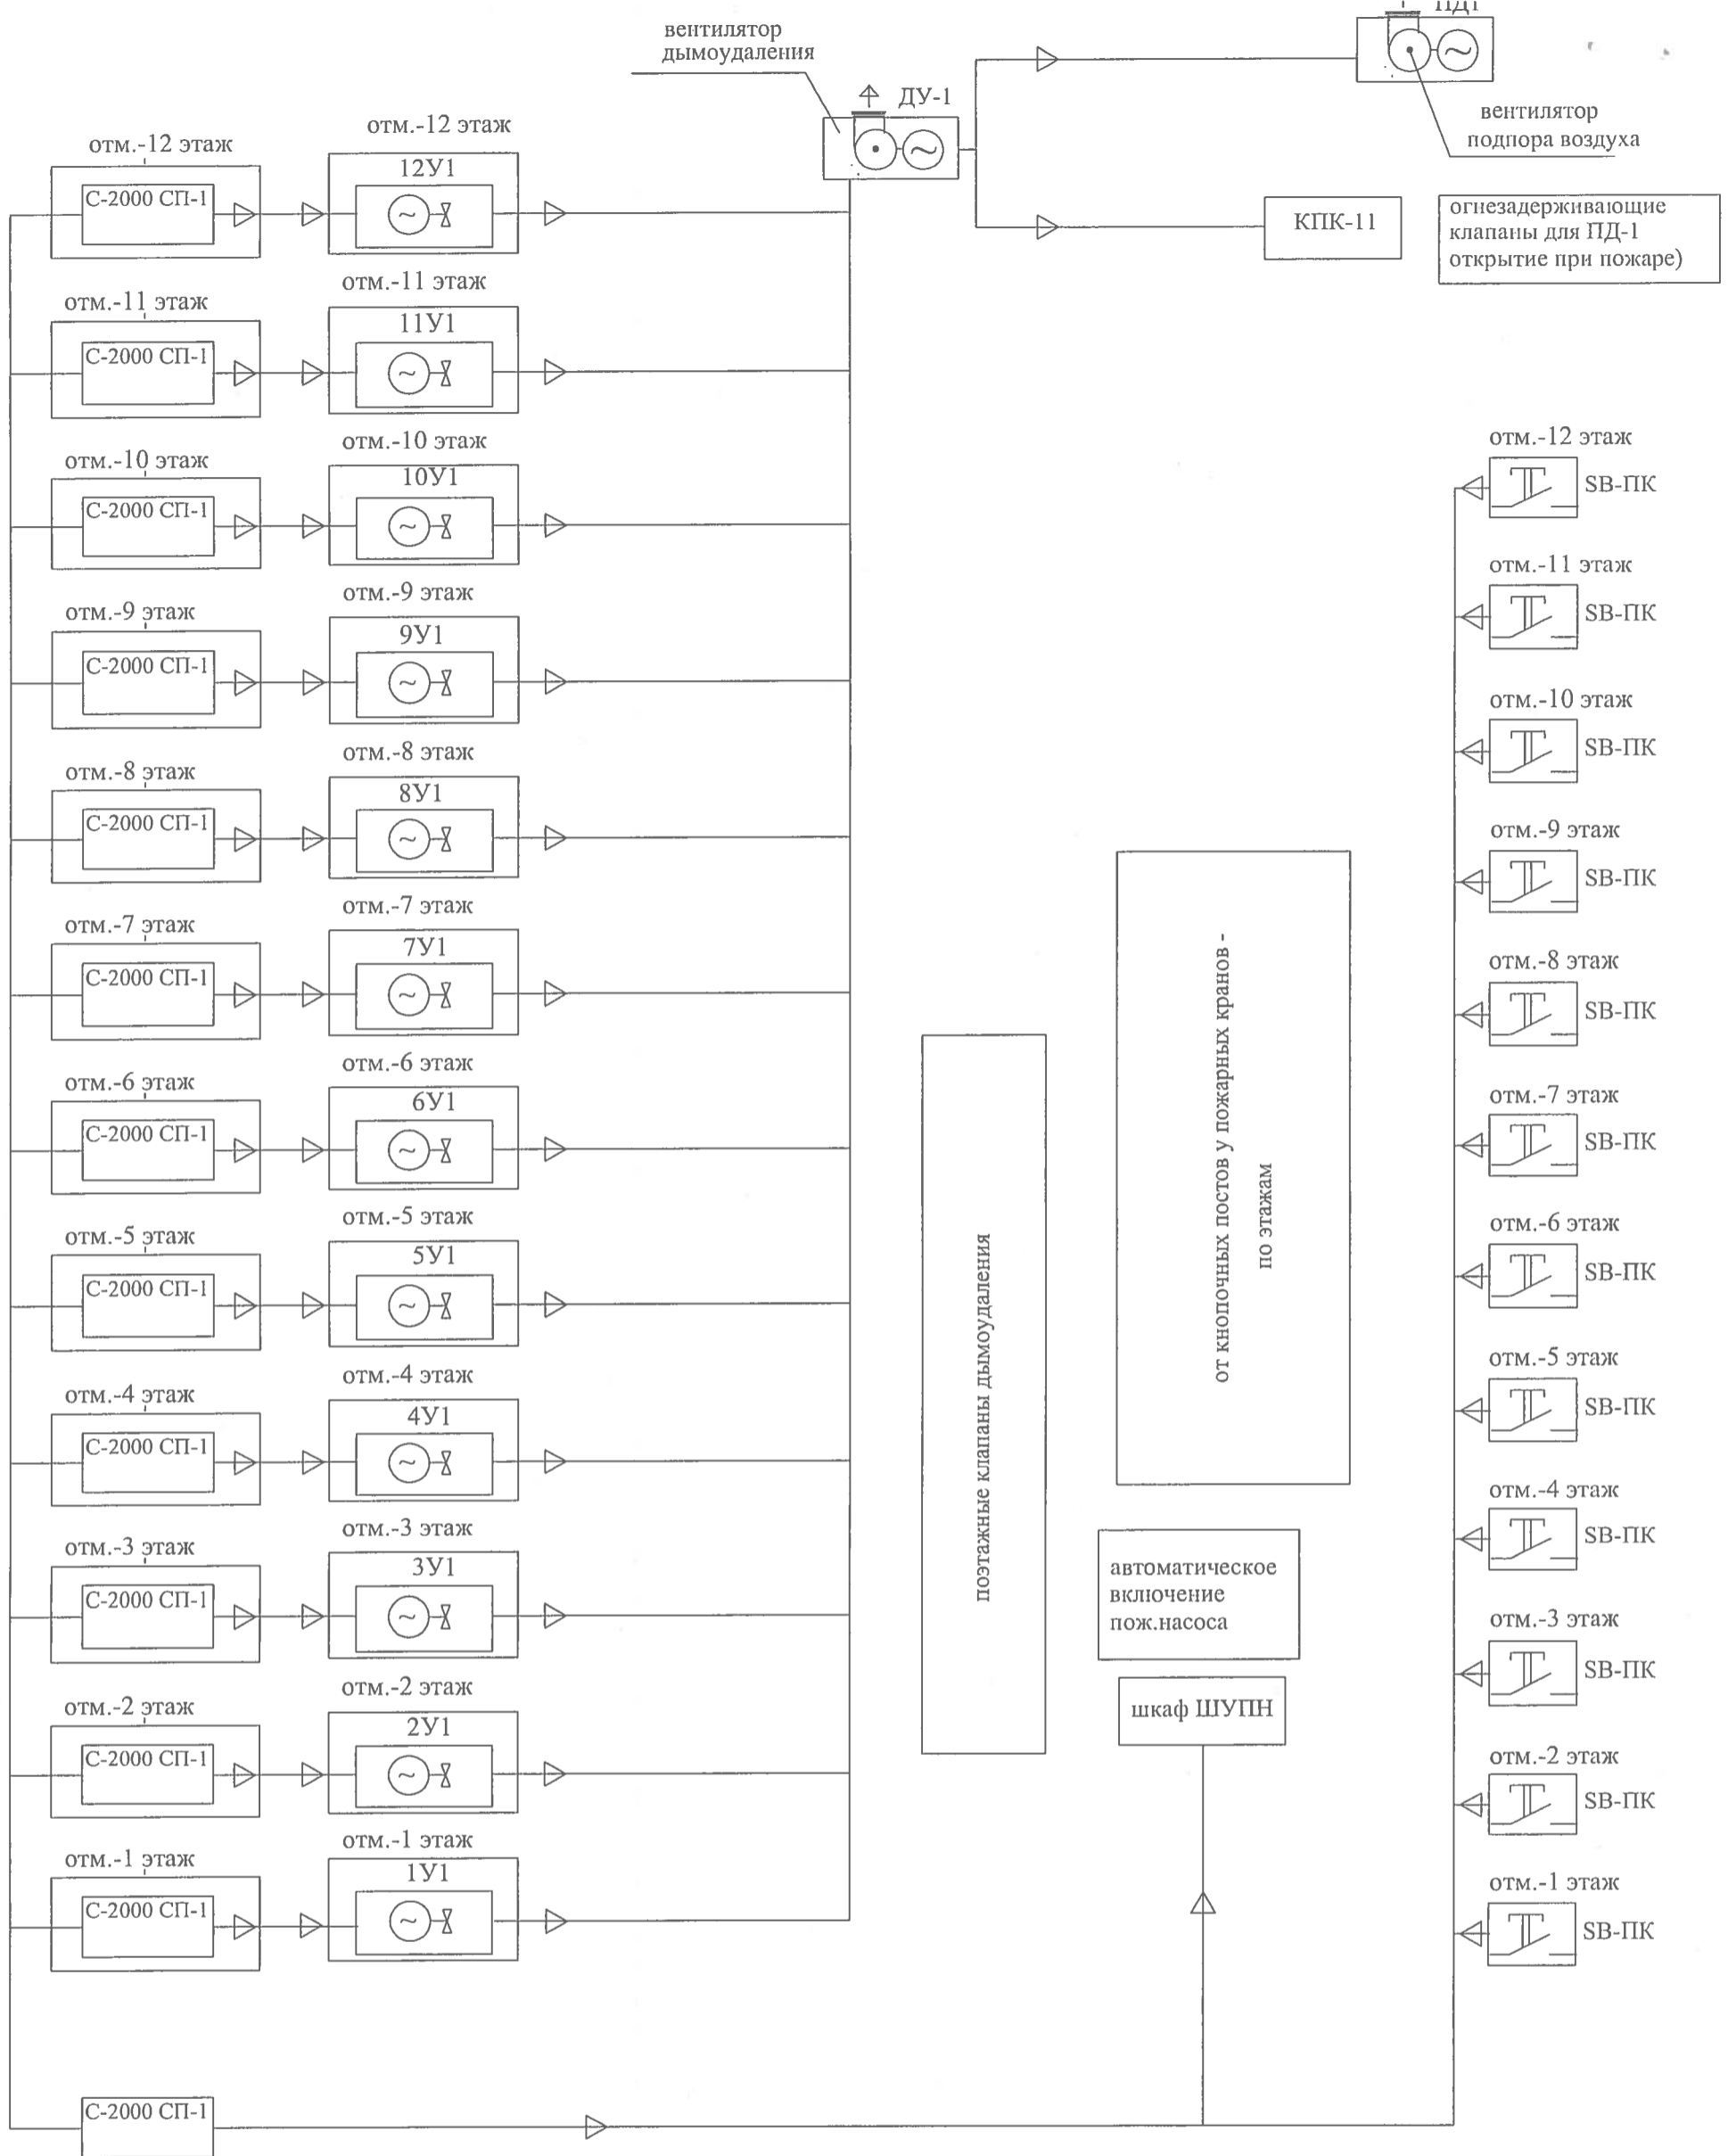 вентилятор
дымоудаления
ДУ-1
ПД1
вентилятор
подпора воздуха
КПК-11
огнезадерживающие
клапаны для ПД-1
открытие при пожаре)
отм.-12 этаж
С-2000 СП-1
отм.-12 этаж
12У1
отм.-11 этаж
С-2000 СП-1
отм.-11 этаж
11У1
отм.-10 этаж
С-2000 СП-1
отм.-10 этаж
10У1
отм.-9 этаж
С-2000 СП-1
отм.-9 этаж
9У1
отм.-8 этаж
С-2000 СП-1
отм.-8 этаж
8У1
отм.-7 этаж
С-2000 СП-1
отм.-7 этаж
7У1
отм.-6 этаж
С-2000 СП-1
отм.-6 этаж
6У1
отм.-5 этаж
С-2000 СП-1
отм.-5 этаж
5У1
отм.-4 этаж
С-2000 СП-1
отм.-4 этаж
4У1
отм.-3 этаж
С-2000 СП-1
отм.-3 этаж
3У1
отм.-2 этаж
С-2000 СП-1
отм.-2 этаж
2У1
отм.-1 этаж
С-2000 СП-1
отм.-1 этаж
1У1
С-2000 СП-1
поэтажные клапаны дымоудаления
от кнопочных постов у пожарных кранов -
по этажам
автоматическое
включение
пож.насоса
шкаф ШУПН
отм.-12 этаж
SB-ПК
отм.-11 этаж
SB-ПК
отм.-10 этаж
SB-ПК
отм.-9 этаж
SB-ПК
отм.-8 этаж
SB-ПК
отм.-7 этаж
SB-ПК
отм.-6 этаж
SB-ПК
отм.-5 этаж
SB-ПК
отм.-4 этаж
SB-ПК
отм.-3 этаж
SB-ПК
отм.-2 этаж
SB-ПК
отм.-1 этаж
SB-ПК